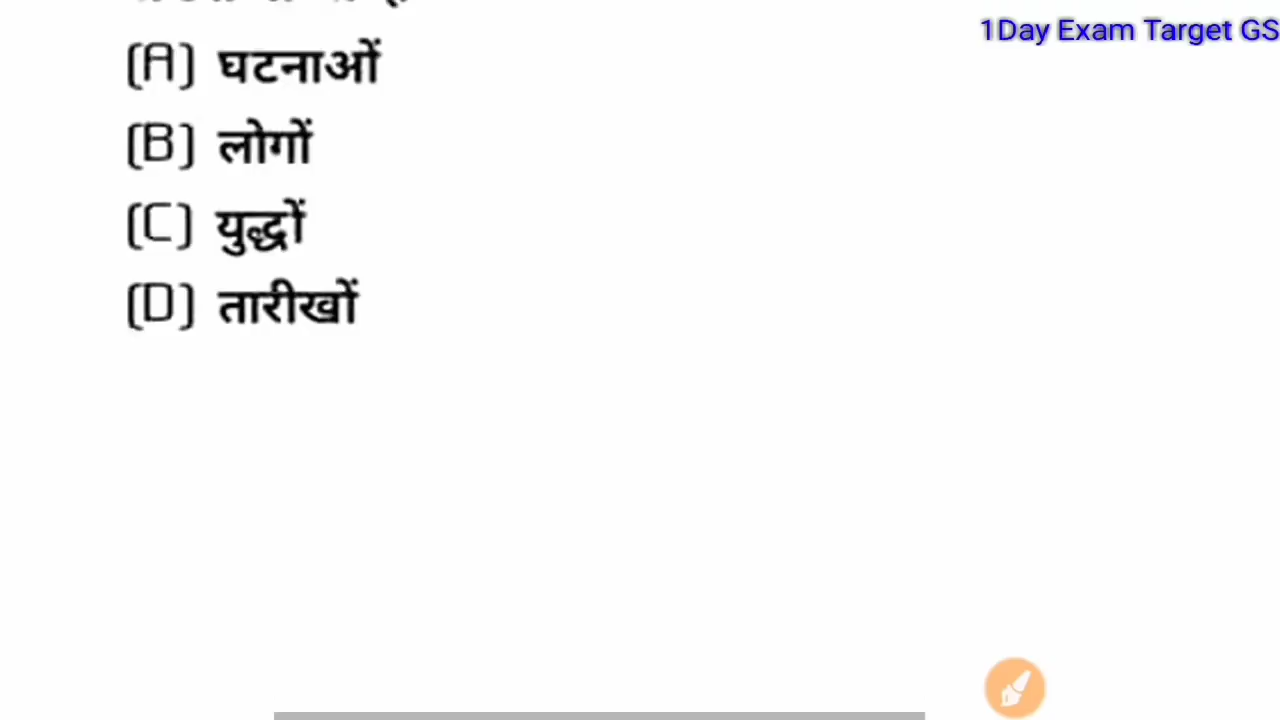 1Day Exam Target GS
(A) घटनाओं
(B) लोगों
(C) युद्धों
(D) तारीखों